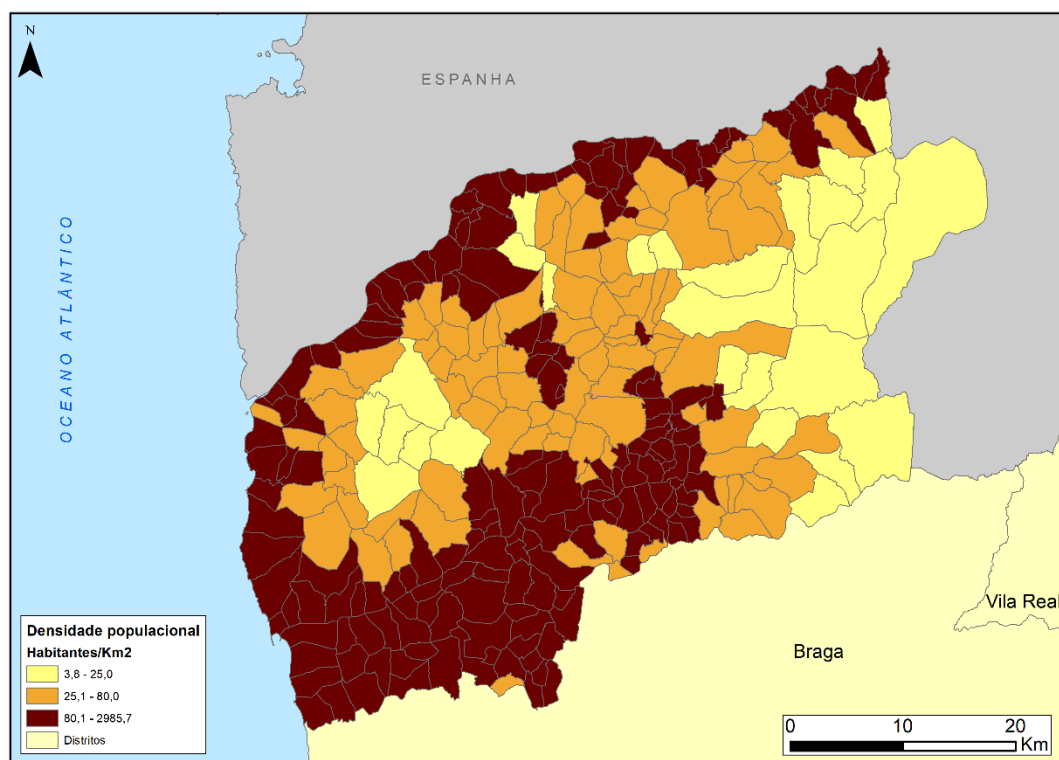 N
ESPANHA
OCEANO ATLÂNTICO
Vila Real
Braga
Densidade populacional
Habitantes/Km2
3,8 - 25,0
25,1 - 80,0
80,1 - 2985,7
Distritos
0 10 20
Km